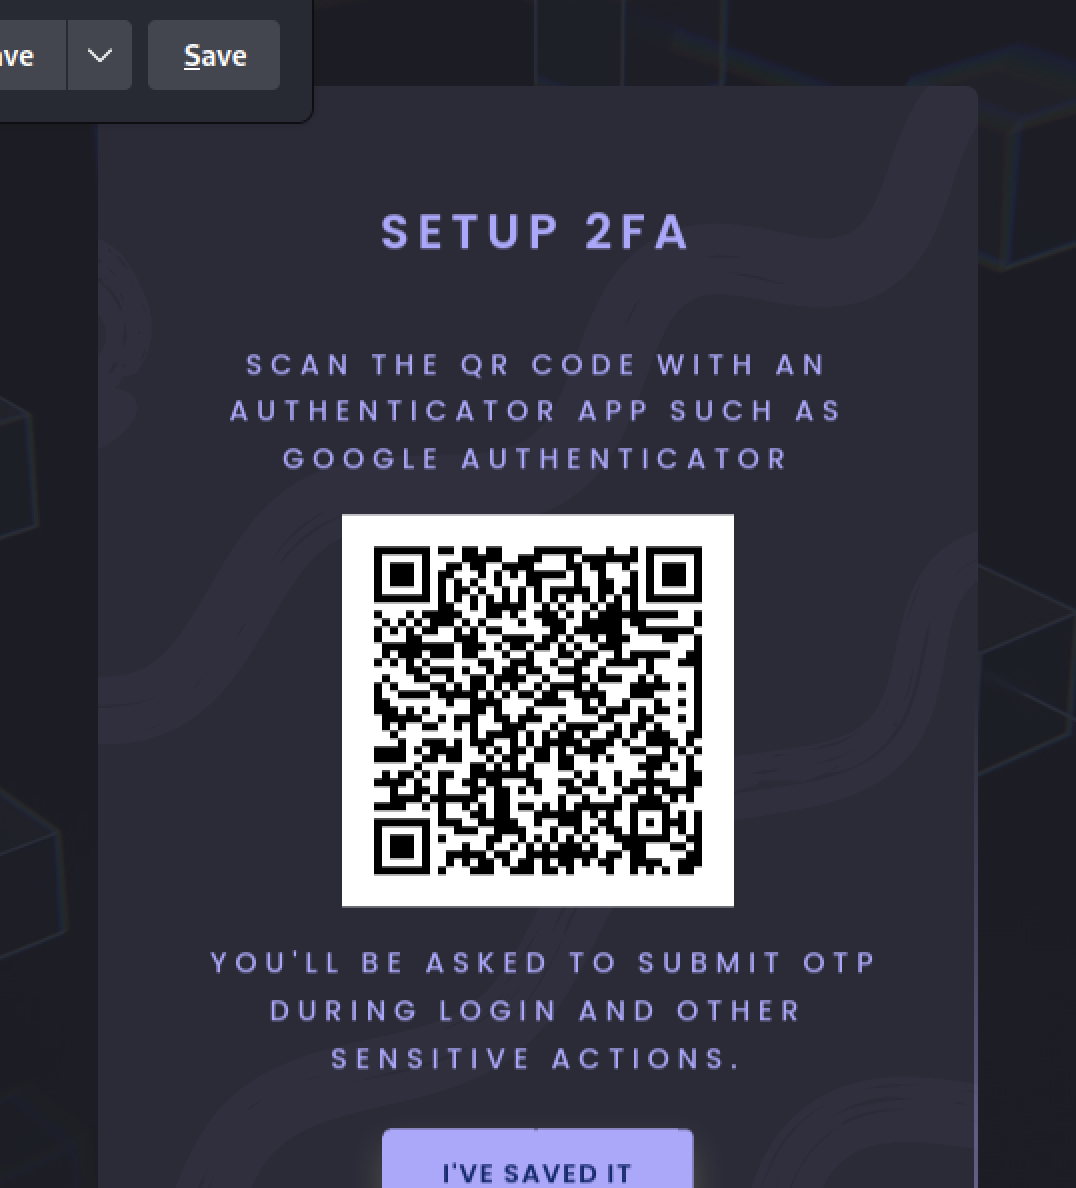 ve
Save
SETUP 2FA
SCAN THE QR CODE WITH AN
AUTHENTICATOR APP SUCH AS
GOOGLE AUTHENTICATOR
YOU'LL BE ASKED TO SUBMIT OTP
DURING LOGIN AND OTHER
SENSITIVE ACTIONS.
I'VE SAVED IT